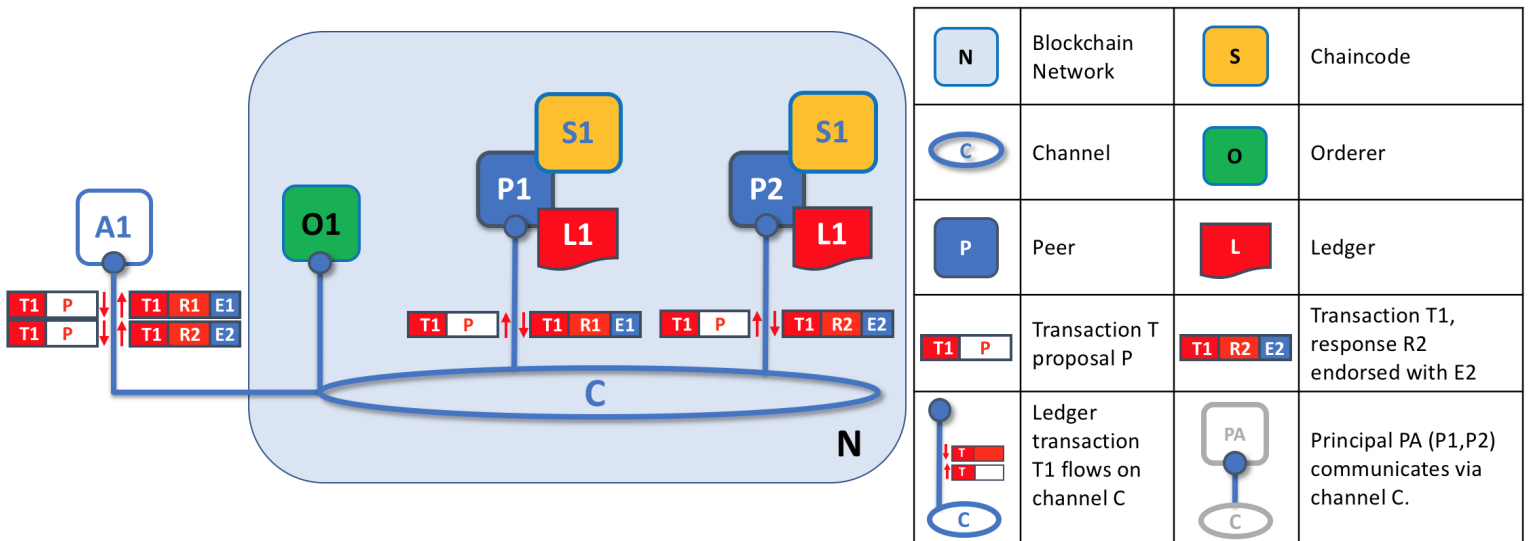 S1
S1
P1
P2
A1
O1
L1
L1
T1 P
T1 R1 E1
T1 P
T1 R2 E2
T1 P
T1 R1 E1
T1 P
T1 R2 E2
C
N
N
Blockchain
Network
S
Chaincode
C
Channel
O
Orderer
P
Peer
L
Ledger
T1 P
Transaction T
proposal P
T1 R2 E2
Transaction T1,
response R2
endorsed with E2
T
T
C
Ledger
transaction
T1 flows on
channel C
PA
C
Principal PA (P1,P2)
communicates via
channel C.